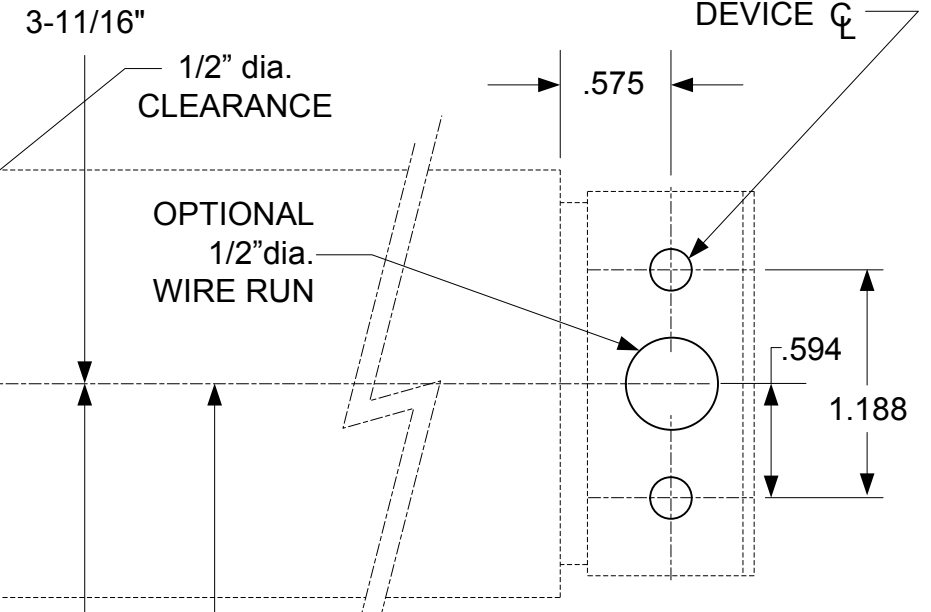 3-11/16"
DEVICE ℄
1/2” dia.
CLEARANCE
.575
OPTIONAL
1/2”dia.
WIRE RUN
.594
1.188